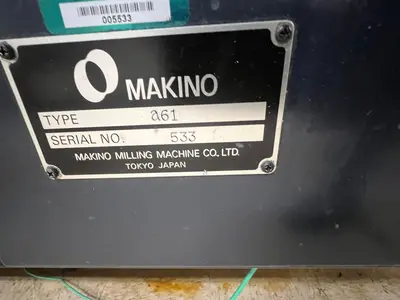 005533
MAKINO
TYPE a61
SERIAL NO. 533
MAKINO MILLING MACHINE CO., LTD.
TOKYO JAPAN